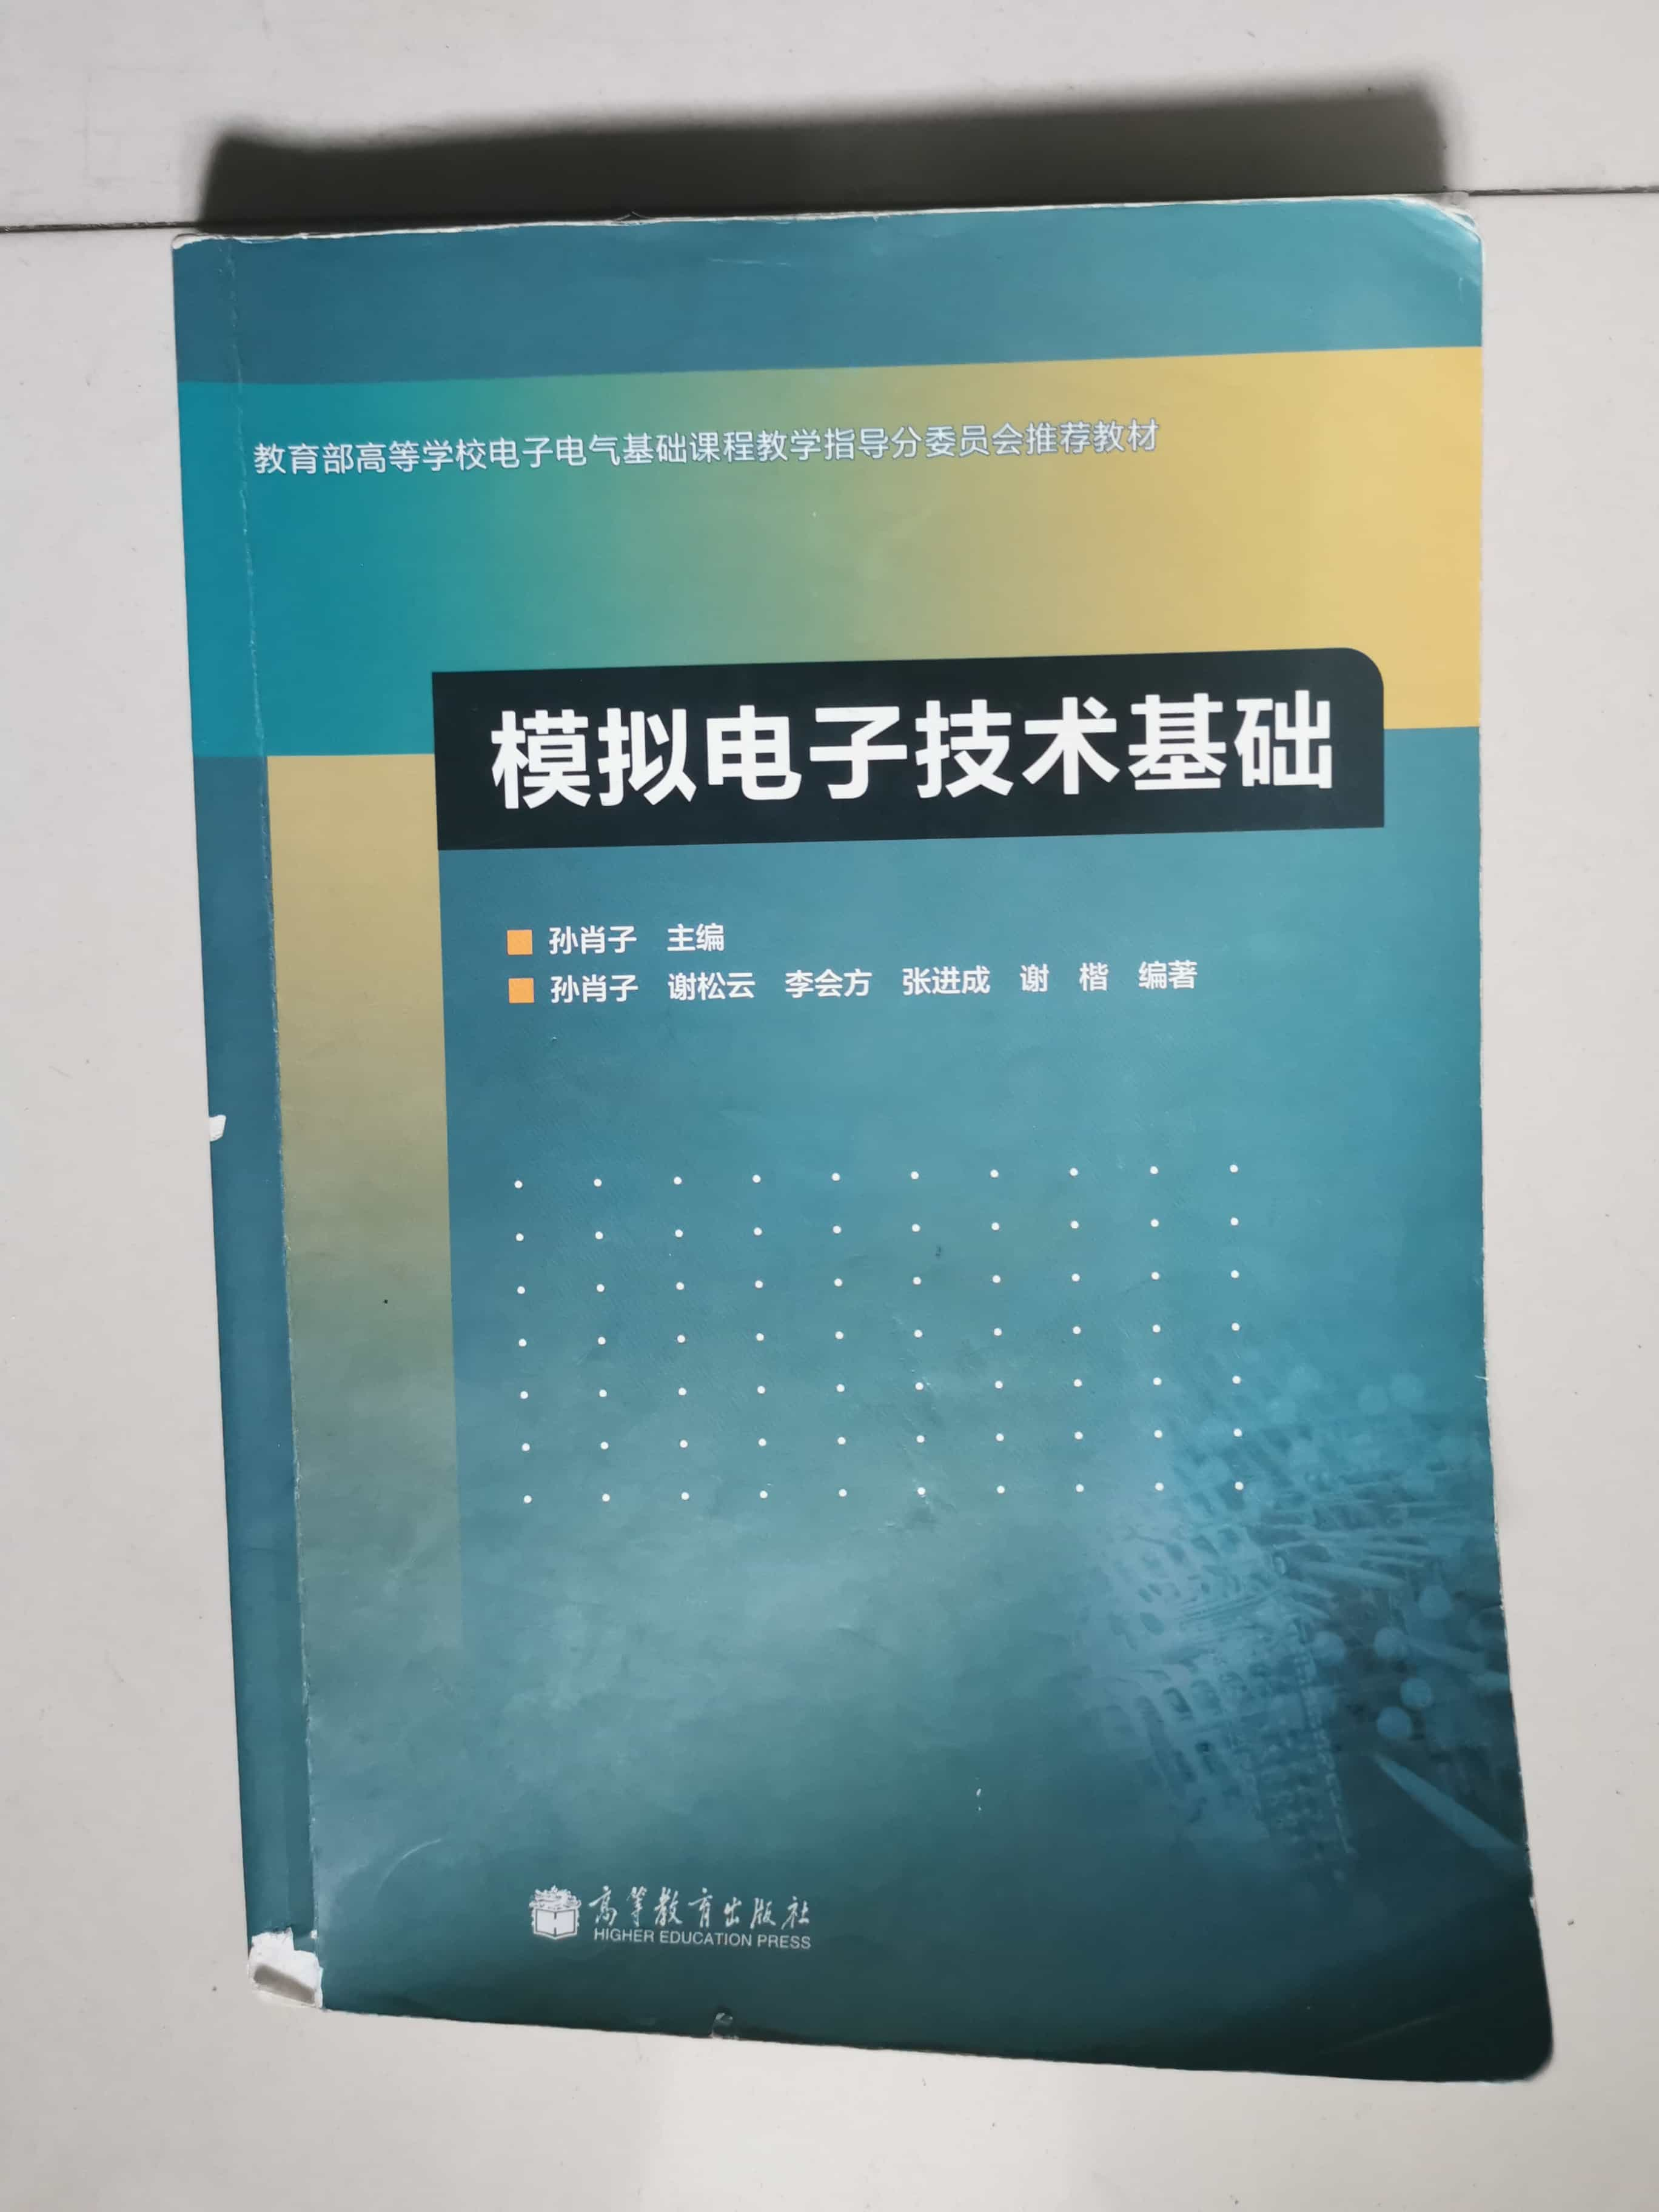 教育部高等学校电子电气基础课程教学指导分委员会推荐教材
模拟电子技术基础
孙肖子 主编
孙肖子 谢松云 李会方 张进成 谢 楷 编著
高等教育出版社
HIGHER EDUCATION PRESS